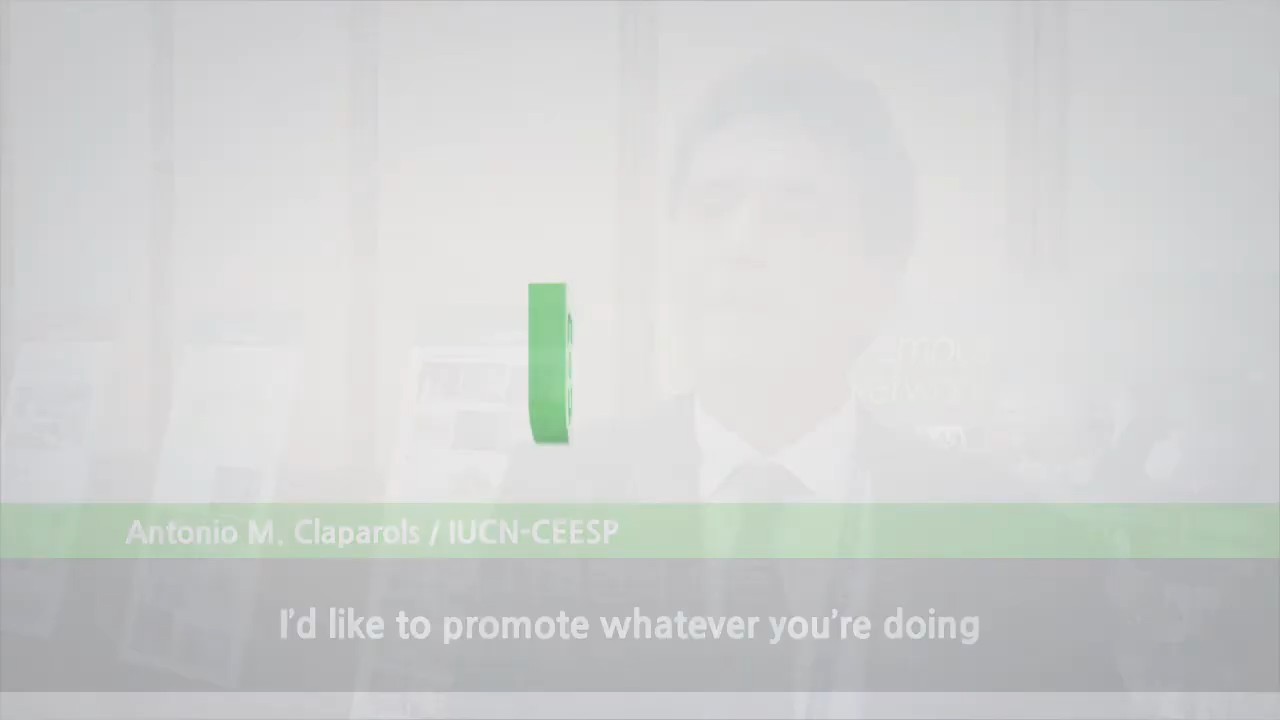 Antonio M. Claparols / IUCN-CEESP
I'd like to promote whatever you're doing